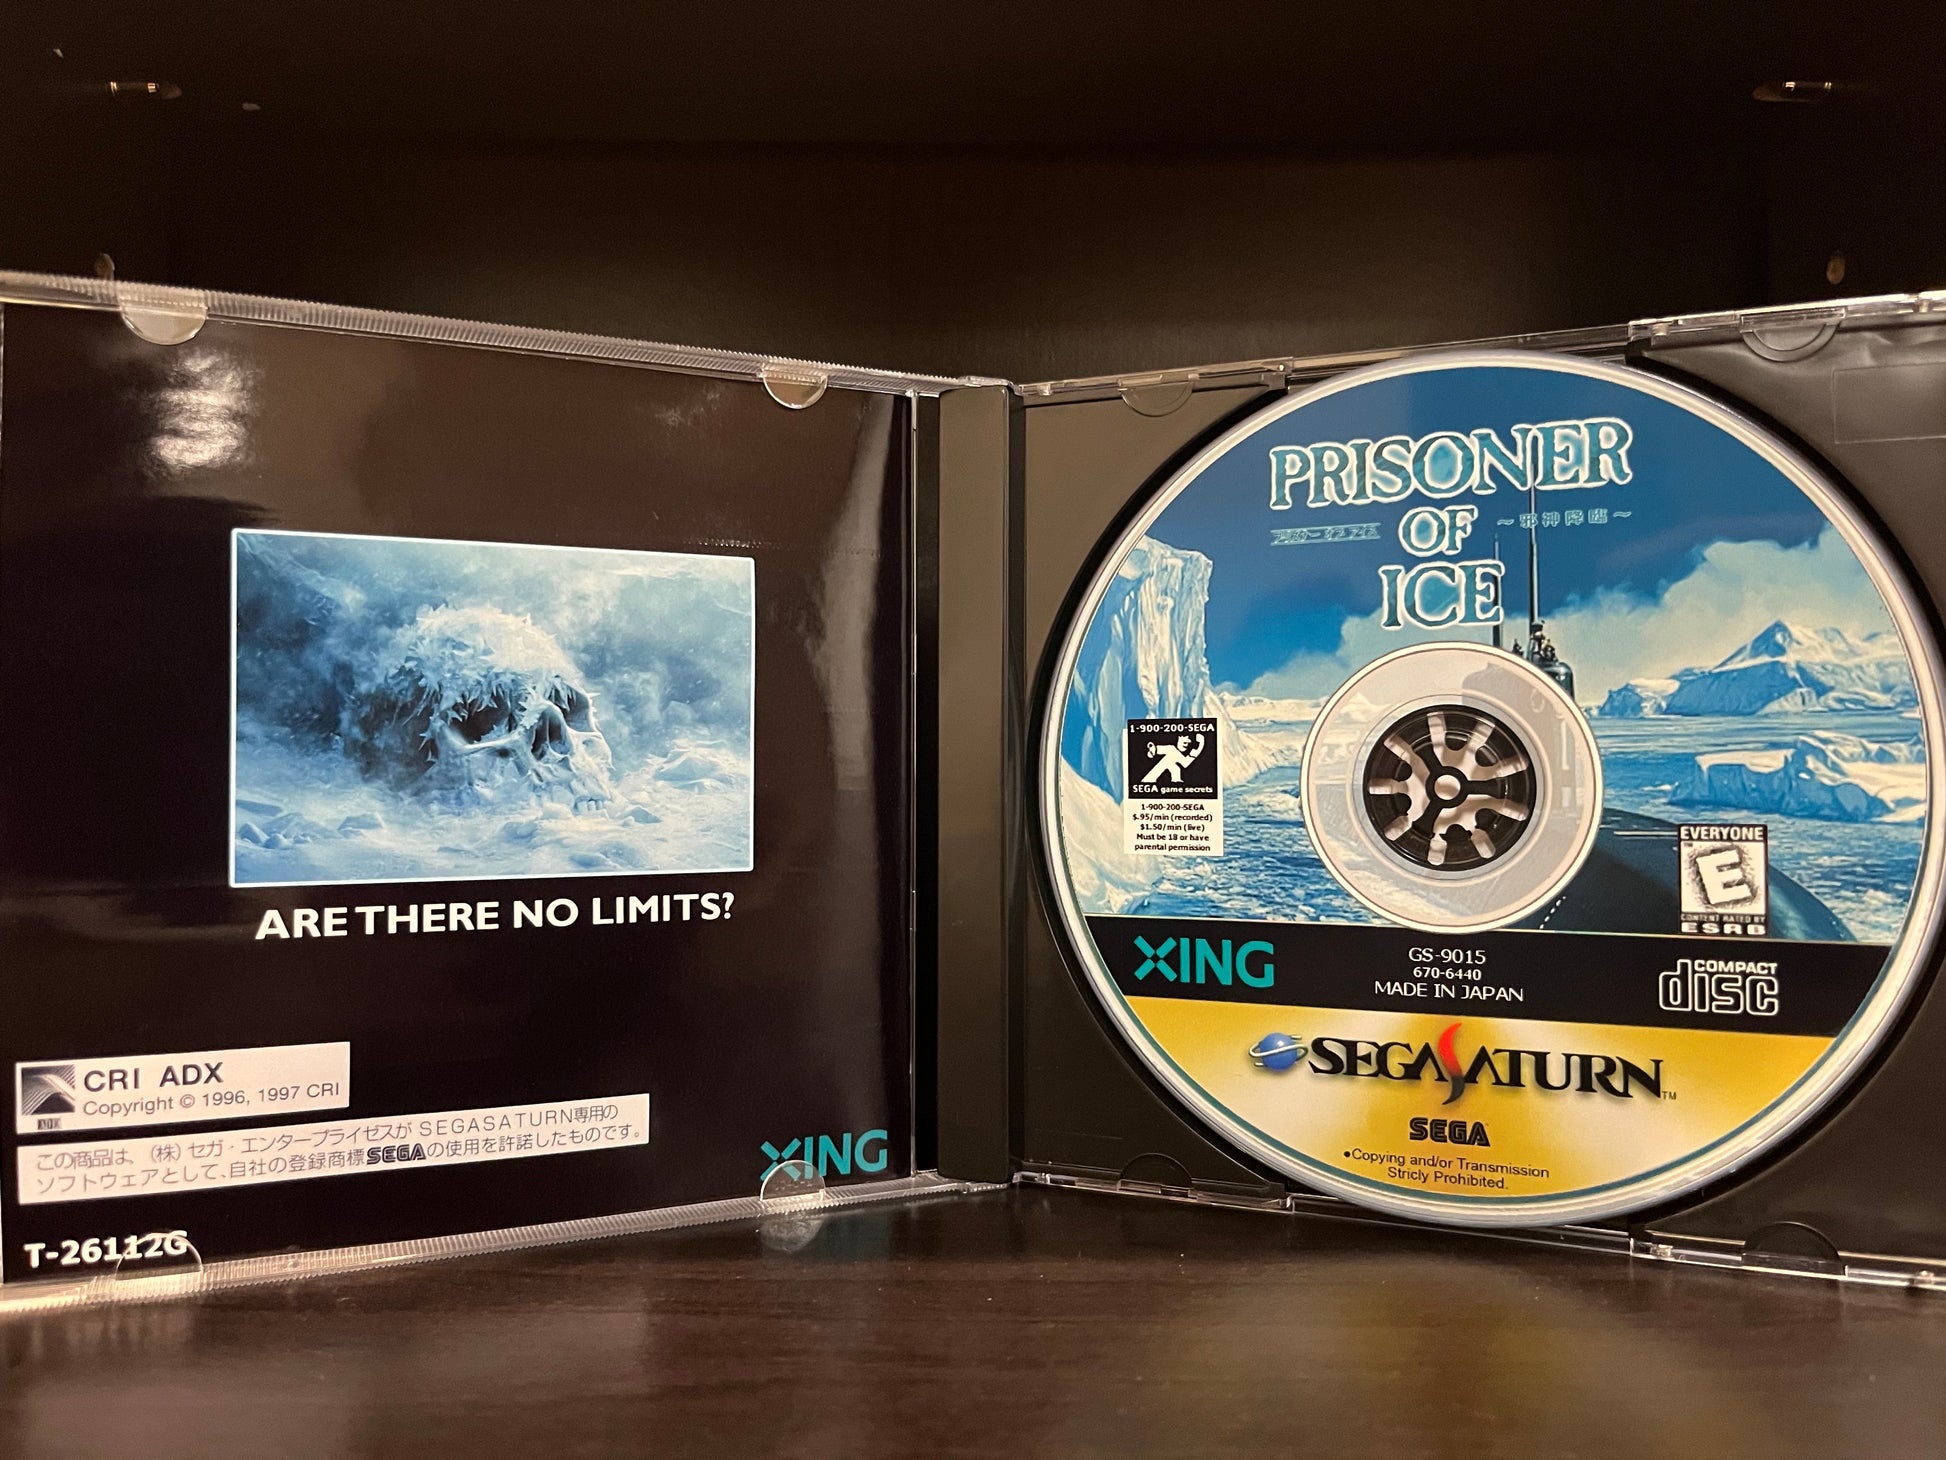 ARE THERE NO LIMITS?
CRI ADX
Copyright © 1996, 1997 CRI
ADX
この商品は、(株)セガ・エンタープライゼスがSEGASATURN専用の
ソフトウェアとして、自社の登録商標SEGAの使用を許諾したものです。
XING
T-26112G
PRISONER
OF
~邪神降臨~
ICE
1-900-200-SEGA
SEGA game secrets
1-900-200-SEGA
$.95/min (recorded)
$1.50/min (live)
Must be 18 or have
parental permission
EVERYONE
E
CONTENT RATED BY
ESRB
XING
GS-9015
670-6440
MADE IN JAPAN
COMPACT
disc
SEGA SATURN™
SEGA
•Copying and/or Transmission
Stricly Prohibited.